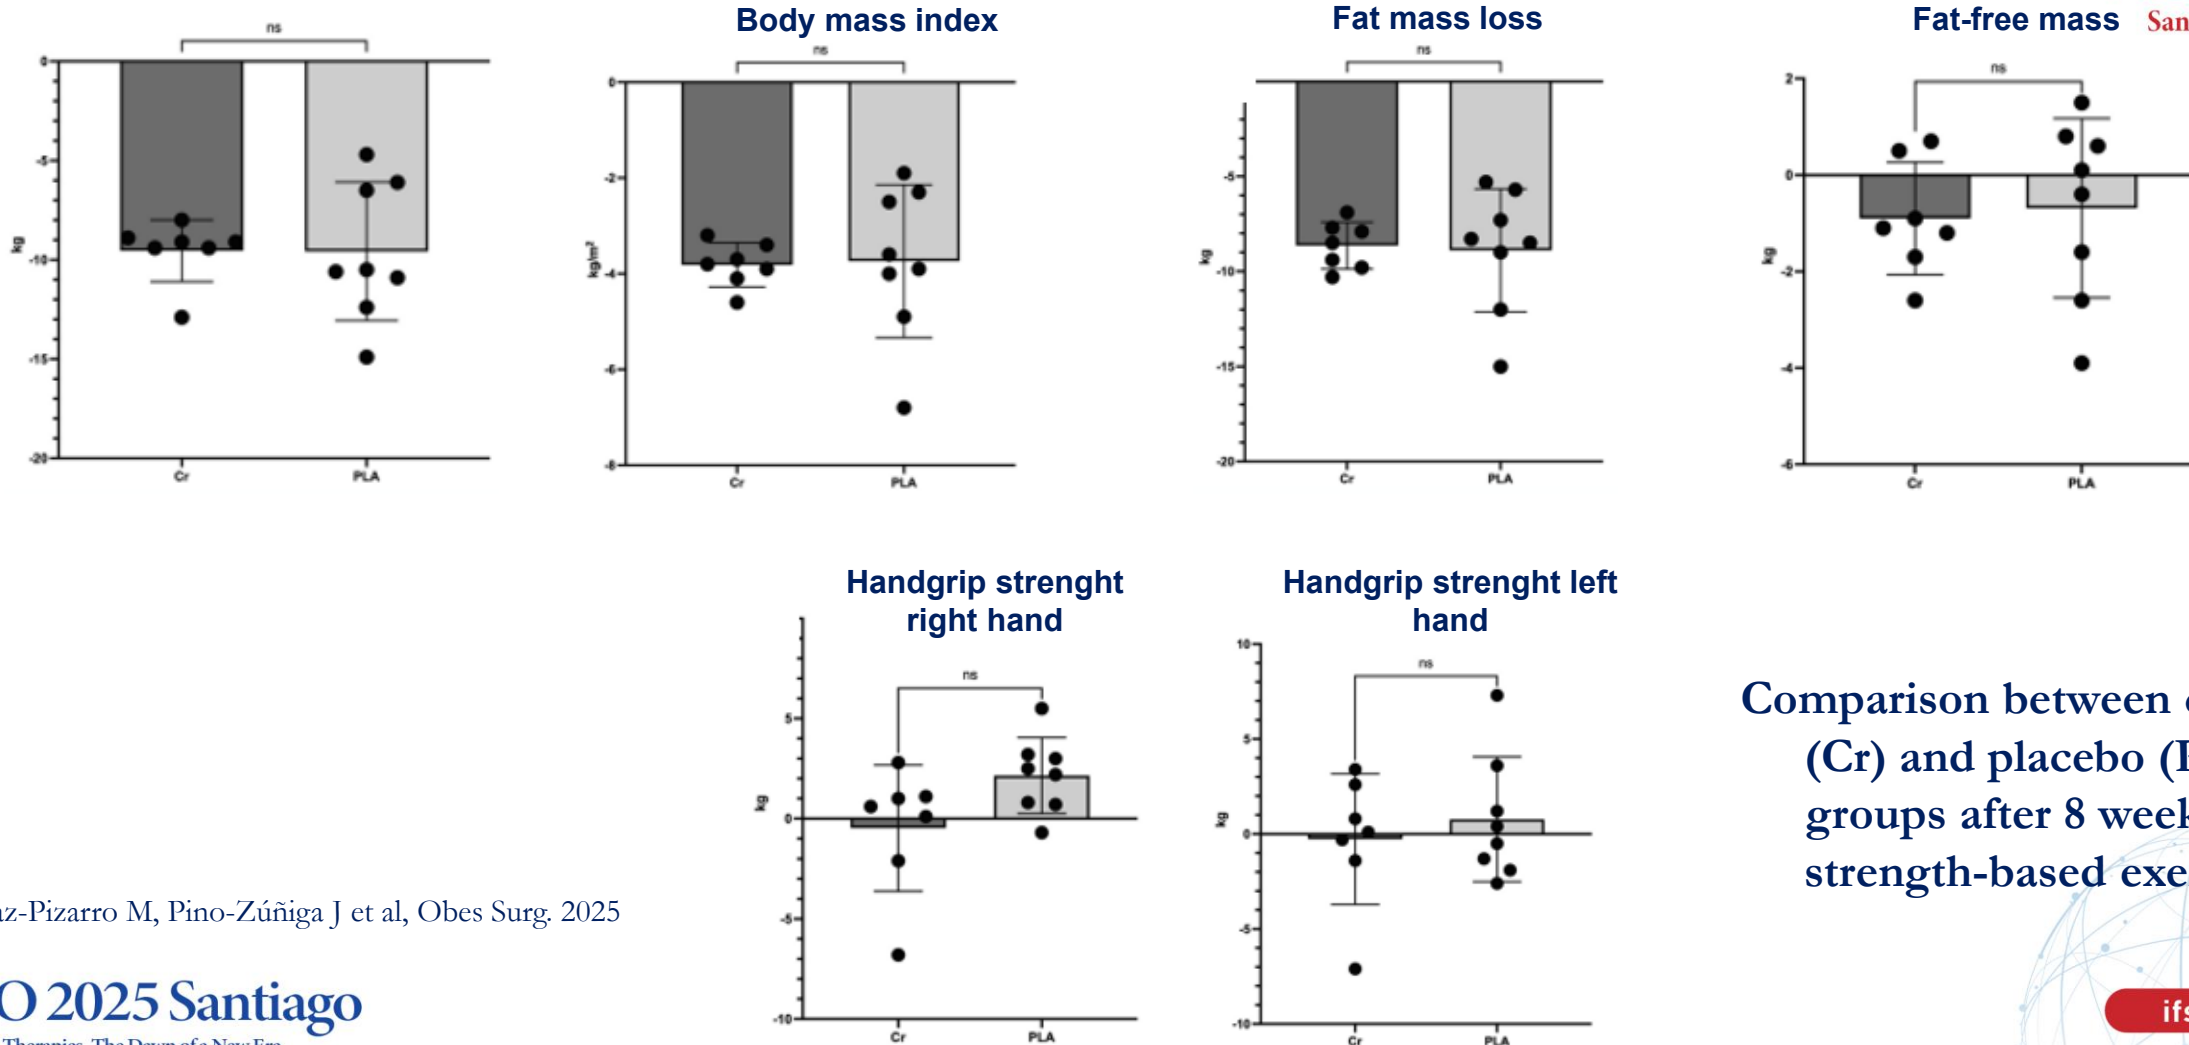 Body mass index
Fat mass loss
Fat-free mass
ns
0
-5
-10
-15
-20
kg
Cr
PLA
ns
0
-2
-4
-6
-8
kg/m²
Cr
PLA
ns
-5
-10
-15
-20
kg
Cr
PLA
ns
2
0
-2
-4
-6
kg
Cr
PLA
Handgrip strenght
right hand
ns
5
0
-5
-10
kg
Cr
PLA
Handgrip strenght left
hand
ns
10
5
0
-5
-10
kg
Cr
PLA
Comparison between
(Cr) and placebo
groups after 8
strength-based
Pino-Zúñiga J et al, Obes Surg. 2025
2025 Santiago